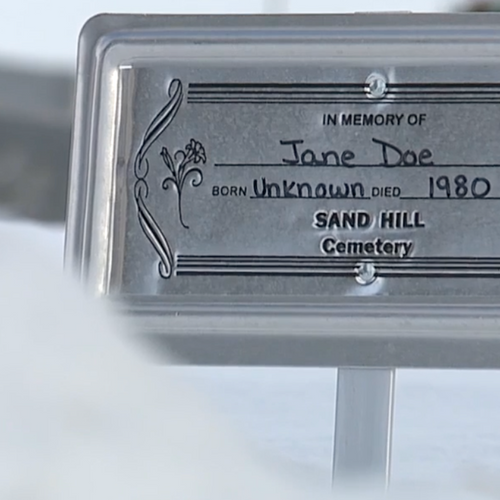 IN MEMORY OF
Jane Doe
BORN Unknown DIED 1980
SAND HILL
Cemetery